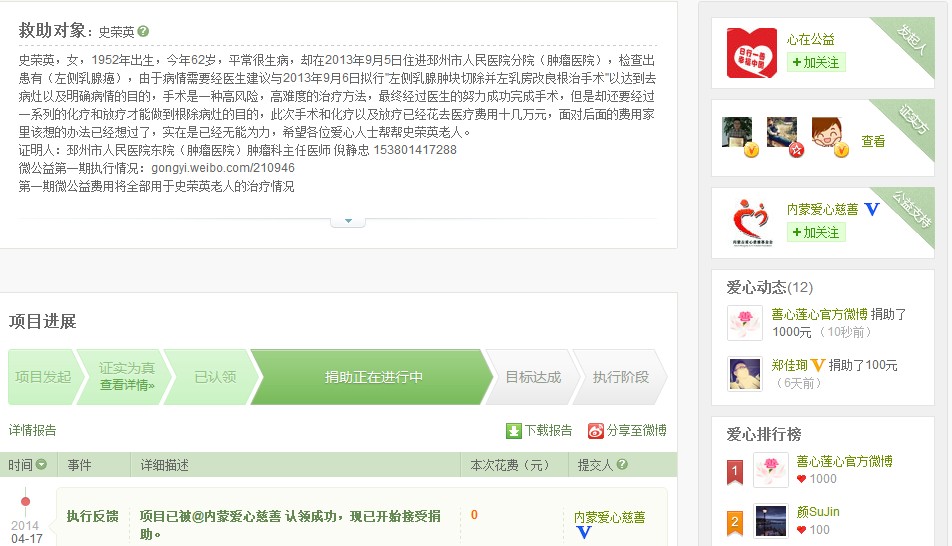 救助对象：史荣英
史荣英，女，1952年出生，今年62岁，平常很生病，却在2013年9月5日住进邳州市人民医院分院（肿瘤医院），检查出
患有（左侧乳腺癌），由于病情需要经医生建议与2013年9月6日拟行"左侧乳腺肿块切除并左乳房改良根治手术"以达到去
病灶以及明确病情的目的，手术是一种高风险，高难度的治疗方法，最终经过医生的努力成功完成手术，但是却还要经过
一系列的化疗和放疗才能做到根除病灶的目的，此次手术和化疗以及放疗已经花去医疗费用十几万元，面对后面的费用家
里该想的办法已经想过了，实在是已经无能为力，希望各位爱心人士帮帮史荣英老人。
证明人：邳州市人民医院东院（肿瘤医院）肿瘤科主任医师 倪静忠 153801417288
微公益第一期执行情况：gongyi.weibo.com/210946
第一期微公益费用将全部用于史荣英老人的治疗情况
项目进展
项目发起
证实为真
查看详情»
已认领
捐助正在进行中
目标达成
执行阶段
详情报告
下载报告
分享至微博
时间 事件 详细描述 本次花费（元） 提交人
2014
04-17
执行反馈
项目已被@内蒙爱心慈善 认领成功，现已开始接受捐
助。
0
内蒙爱心慈善
V
日行一善
幸福中国
心在公益
+加关注
发起人
查看
证实方
内蒙爱心慈善 V
+加关注
公益支持
爱心动态(12)
善心莲心官方微博 捐助了
1000元（10秒前）
郑佳珣 V 捐助了100元
（6天前）
爱心排行榜
1
善心莲心官方微博
1000
2
颜SuJin
100